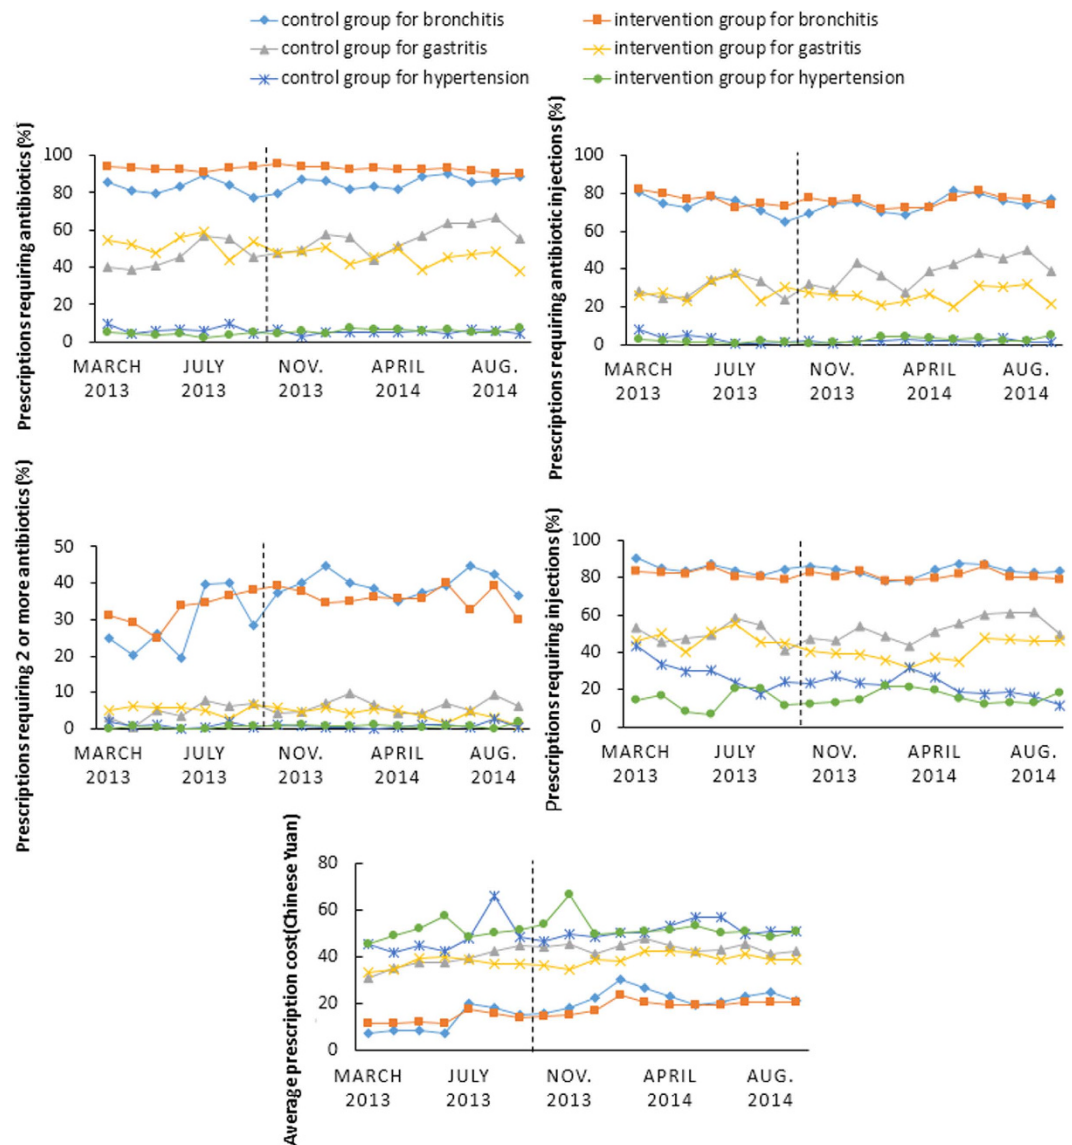 control group for bronchitis
intervention group for bronchitis
control group for gastritis
intervention group for gastritis
control group for hypertension
intervention group for hypertension
Prescriptions requiring antibiotics (%)
100
80
60
40
20
0
MARCH 2013
JULY 2013
NOV. 2013
APRIL 2014
AUG. 2014
Prescriptions requiring antibiotic injections (%)
100
80
60
40
20
0
MARCH 2013
JULY 2013
NOV. 2013
APRIL 2014
AUG. 2014
Prescriptions requiring 2 or more antibiotics (%)
50
40
30
20
10
0
MARCH 2013
JULY 2013
NOV. 2013
APRIL 2014
AUG. 2014
Prescriptions requiring injections (%)
100
80
60
40
20
0
MARCH 2013
JULY 2013
NOV. 2013
APRIL 2014
AUG. 2014
Average prescription cost(Chinese Yuan)
80
60
40
20
0
MARCH 2013
JULY 2013
NOV. 2013
APRIL 2014
AUG. 2014